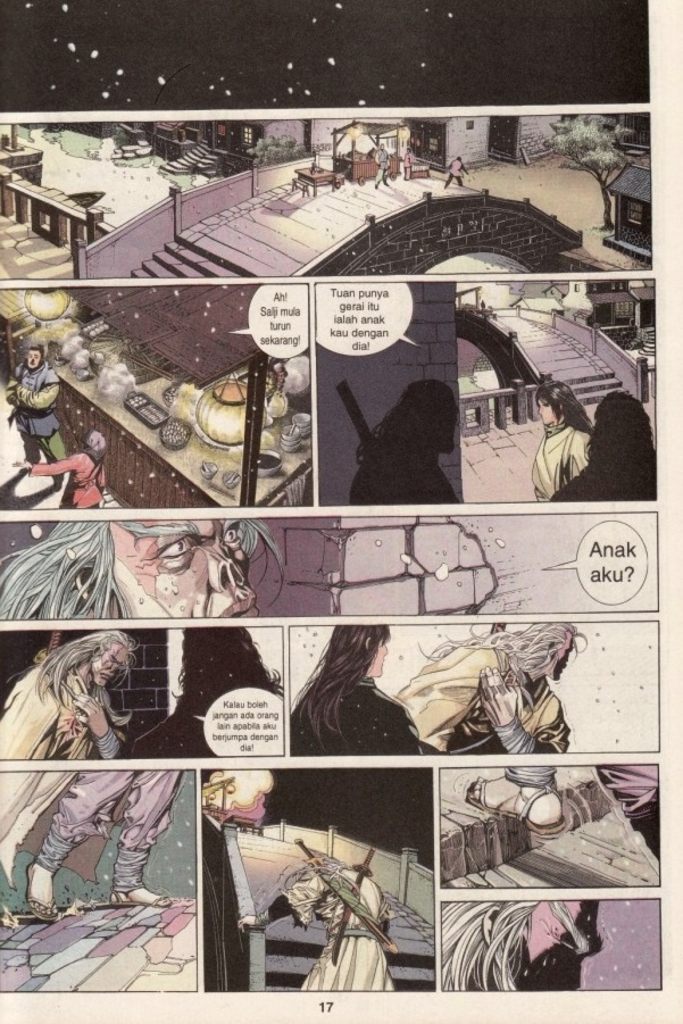 Ah!
Salji mula
turun
sekarang!
Tuan punya
gerai itu
ialah anak
kau dengan
dia!
Anak
aku?
Kalau boleh
jangan ada orang
lain apabila aku
berjumpa dengan
dia!
17